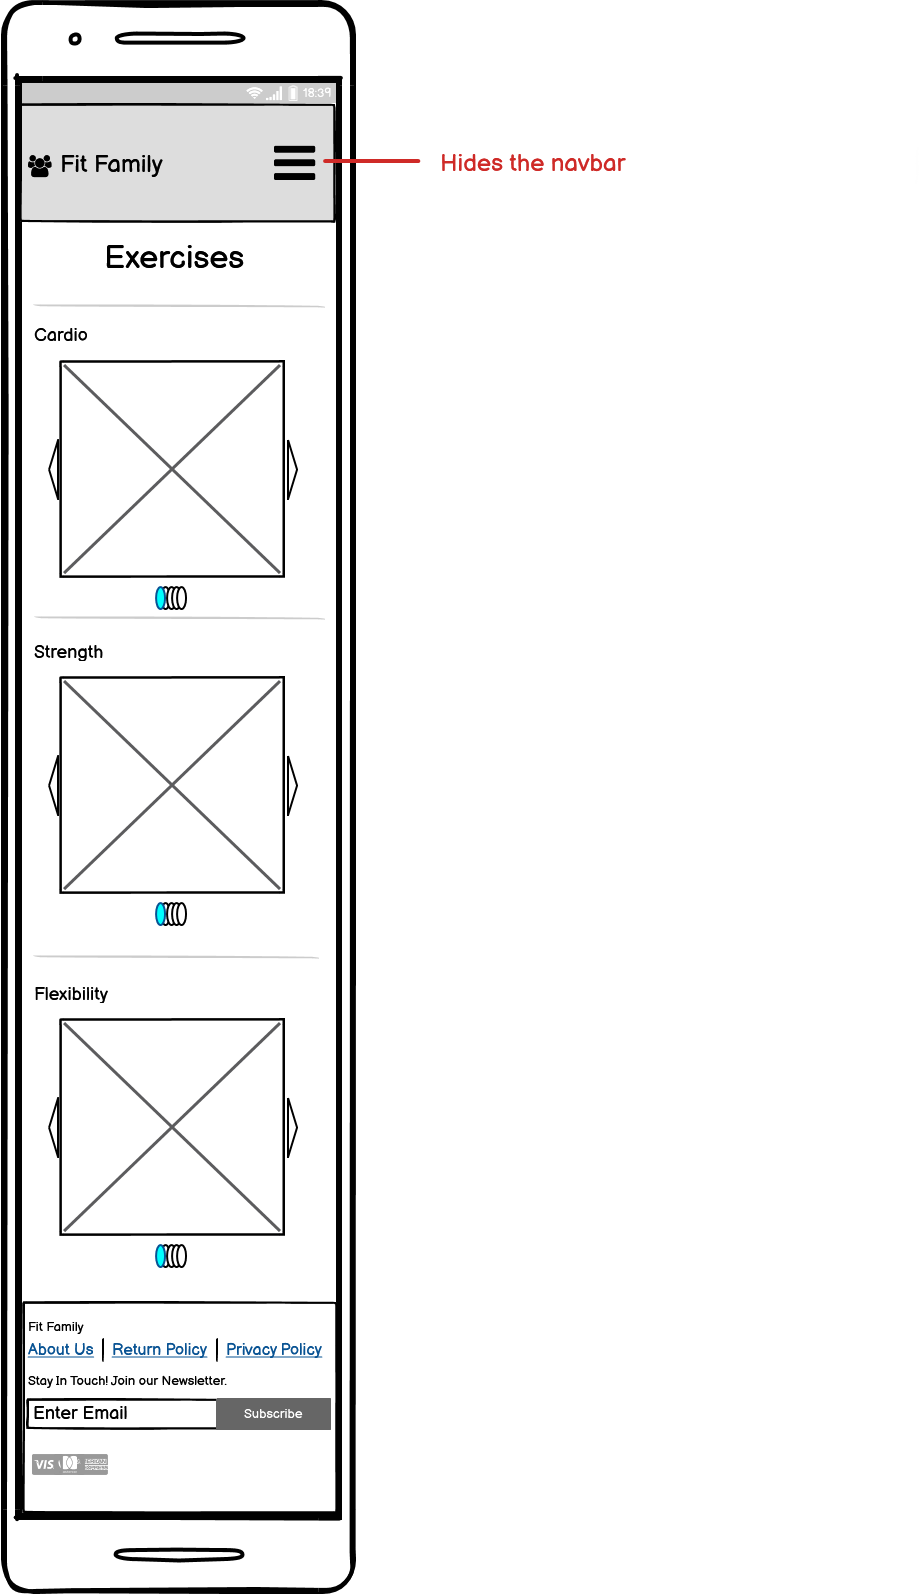 18:39
Fit Family
Hides the navbar
Exercises
Cardio
Strength
Flexibility
Fit Family
About Us | Return Policy | Privacy Policy
Stay In Touch! Join our Newsletter.
Enter Email Subscribe
VIS